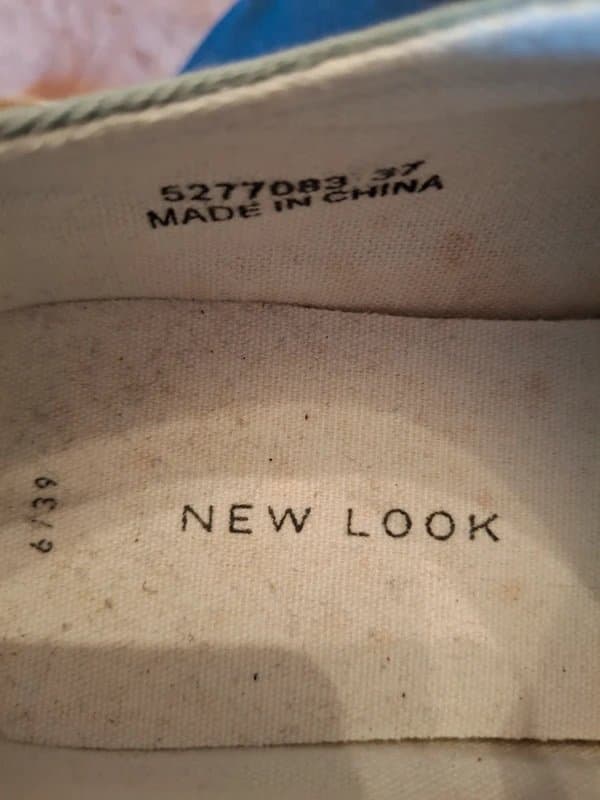 5277083 37
MADE IN CHINA
6/39
NEW LOOK